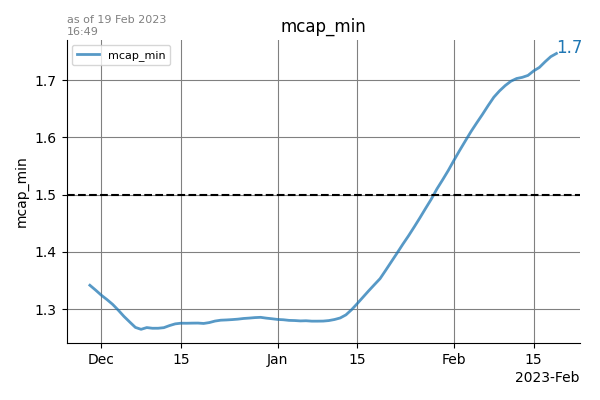 as of 19 Feb 2023
16:49
mcap_min
mcap_min
1.7
mcap_min
1.7
1.6
1.5
1.4
1.3
Dec
15
Jan
15
Feb
15
2023-Feb